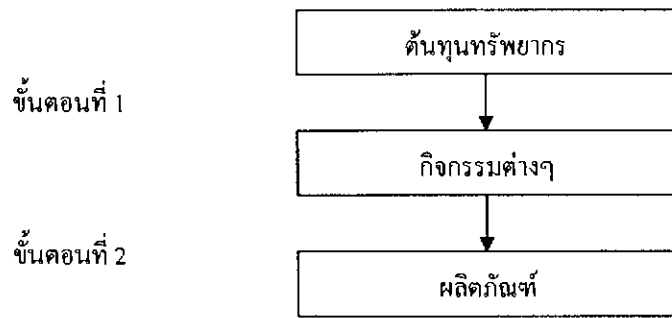 ต้นทุนทรัพยากร
ขั้นตอนที่ 1
กิจกรรมต่างๆ
ขั้นตอนที่ 2
ผลิตภัณฑ์